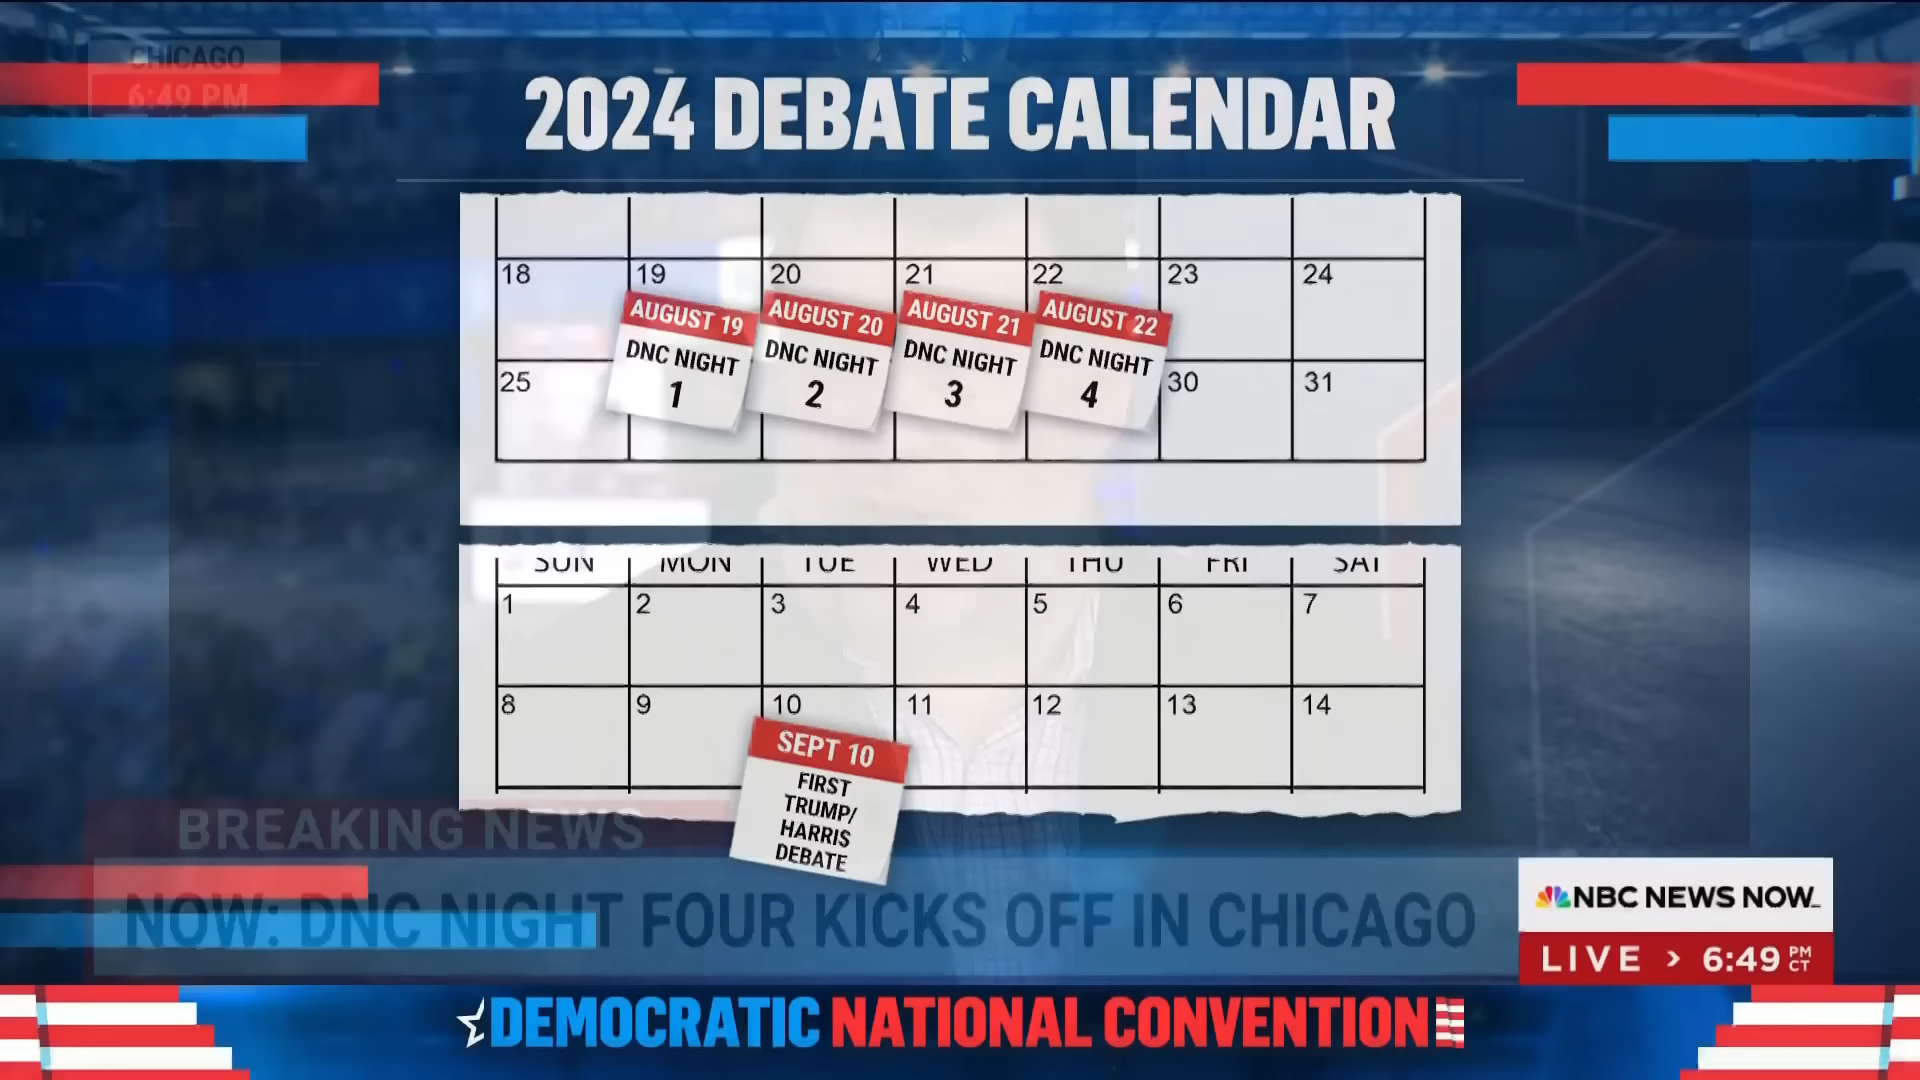 CHICAGO
6:49 PM
2024 DEBATE CALENDAR
18 19 20 21 22 23 24
AUGUST 19
DNC NIGHT
1
AUGUST 20
DNC NIGHT
2
AUGUST 21
DNC NIGHT
3
AUGUST 22
DNC NIGHT
4
25 30 31
SUN MON TUE WED THU FRI SAT
1 2 3 4 5 6 7
8 9 10 11 12 13 14
SEPT 10
FIRST
TRUMP/
HARRIS
DEBATE
BREAKING NEWS
NOW: DNC NIGHT FOUR KICKS OFF IN CHICAGO
NBC NEWS NOW
LIVE > 6:49 PM CT
DEMOCRATIC NATIONAL CONVENTION